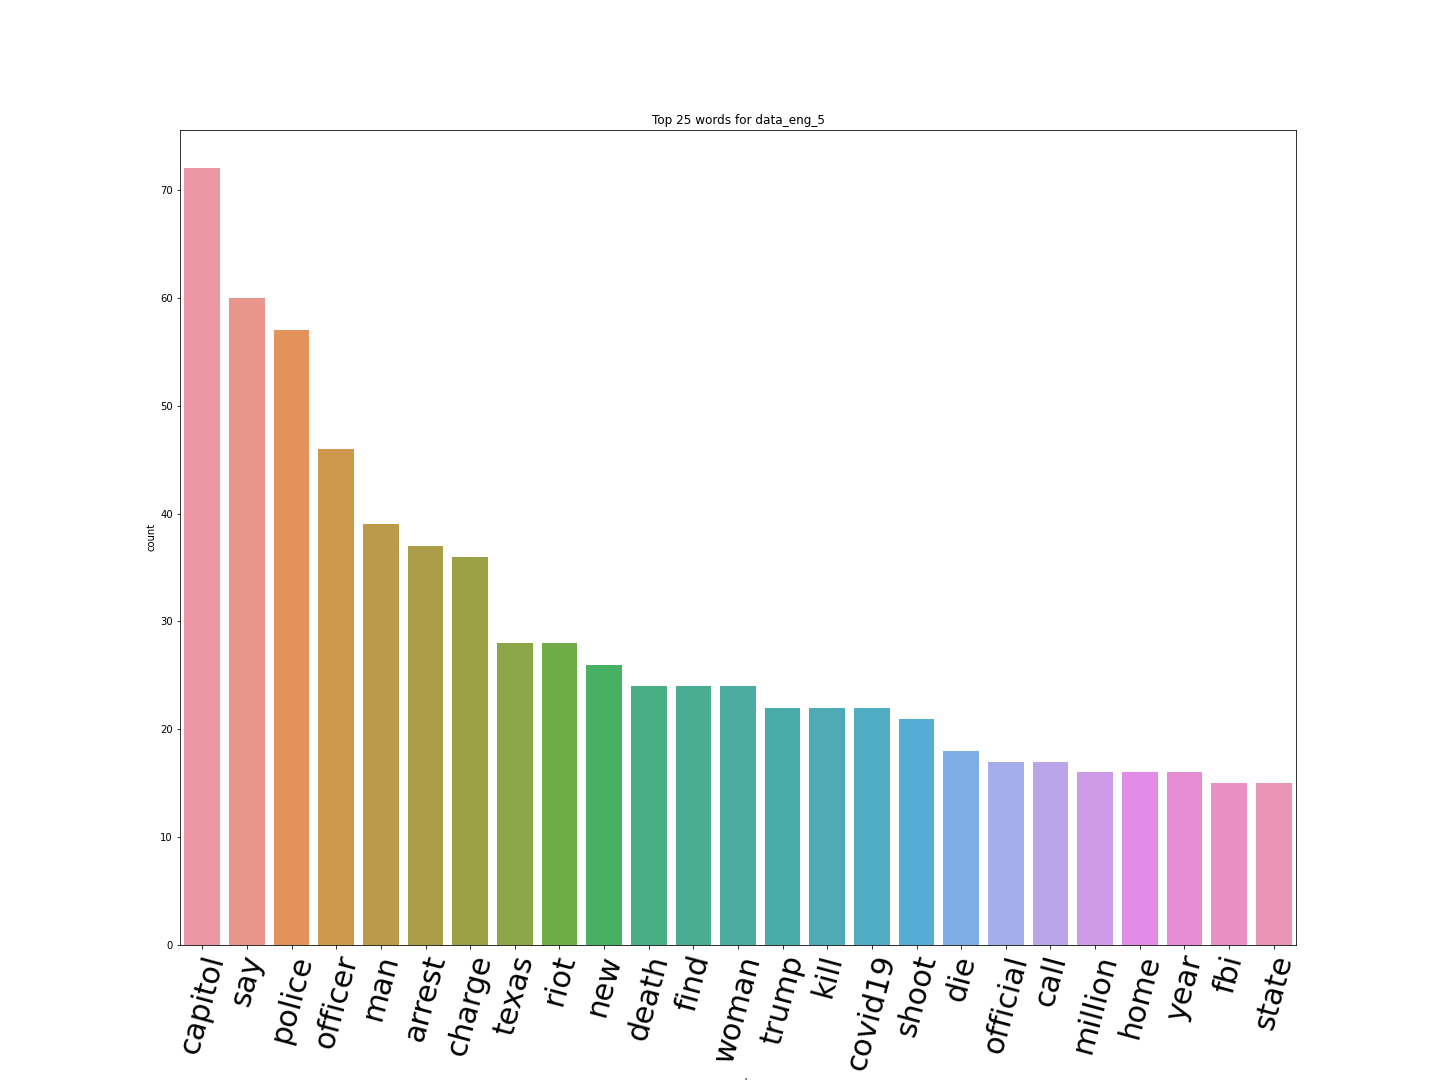 Top 25 words for data_eng_5
count
70
60
50
40
30
20
10
0
capitol
say
police
officer
man
arrest
charge
texas
riot
new
death
find
woman
trump
kill
covid19
shoot
die
official
call
million
home
year
fbi
state